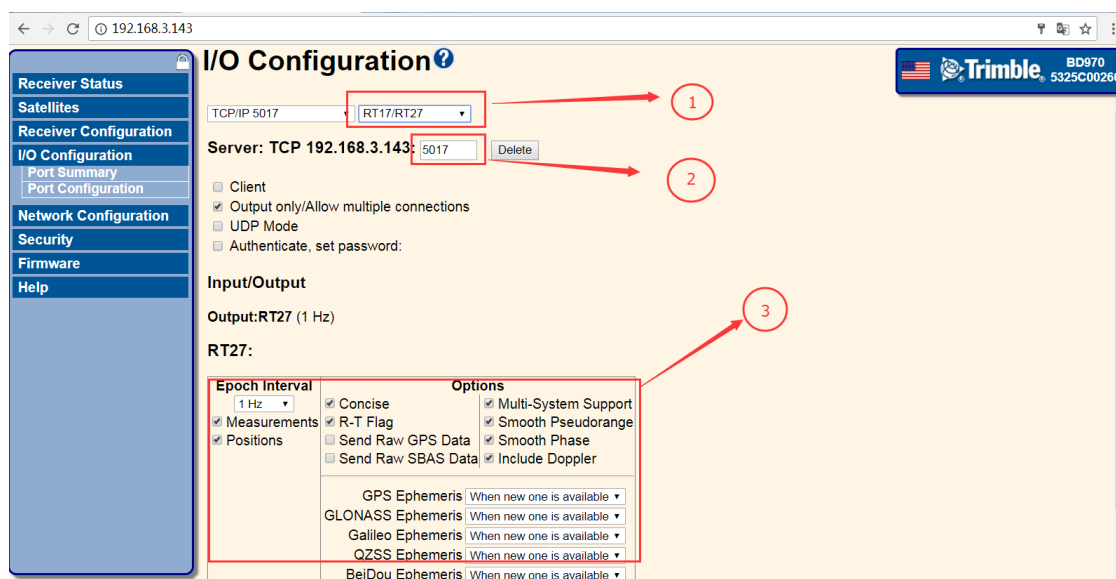 192.168.3.143
I/O Configuration?
Trimble. BD970
5325C00260
Receiver Status
Satellites
Receiver Configuration
I/O Configuration
Port Summary
Port Configuration
Network Configuration
Security
Firmware
Help
TCP/IP 5017 RT17/RT27
1
Server: TCP 192.168.3.143: 5017 Delete
2
Client
Output only/Allow multiple connections
UDP Mode
Authenticate, set password:
Input/Output
3
Output:RT27 (1 Hz)
RT27:
Epoch Interval Options
1 Hz Concise Multi-System Support
Measurements R-T Flag Smooth Pseudorange
Positions Send Raw GPS Data Smooth Phase
Send Raw SBAS Data Include Doppler
GPS Ephemeris When new one is available
GLONASS Ephemeris When new one is available
Galileo Ephemeris When new one is available
QZSS Ephemeris When new one is available
BeiDou Ephemeris When new one is available